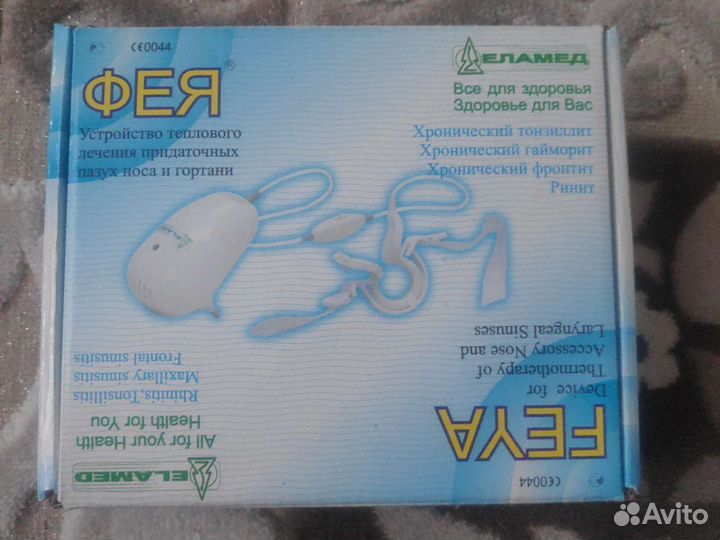 P CE0044
ФЕЯ®
Устройство теплового
лечения придаточных
пазух носа и гортани
ЕЛАМЕД
Все для здоровья
Здоровье для Вас
Хронический тонзиллит
Хронический гайморит
Хронический фронтит
Ринит
ELAMED
FEYA
Device for
Thermotherapy of
Accessory Nose and
Laryngeal Sinuses
P CE0044
ELAMED
All for your Health
Health for You
Rhinitis, Tonsillitis
Maxillary sinusitis
Frontal sinusitis
Avito